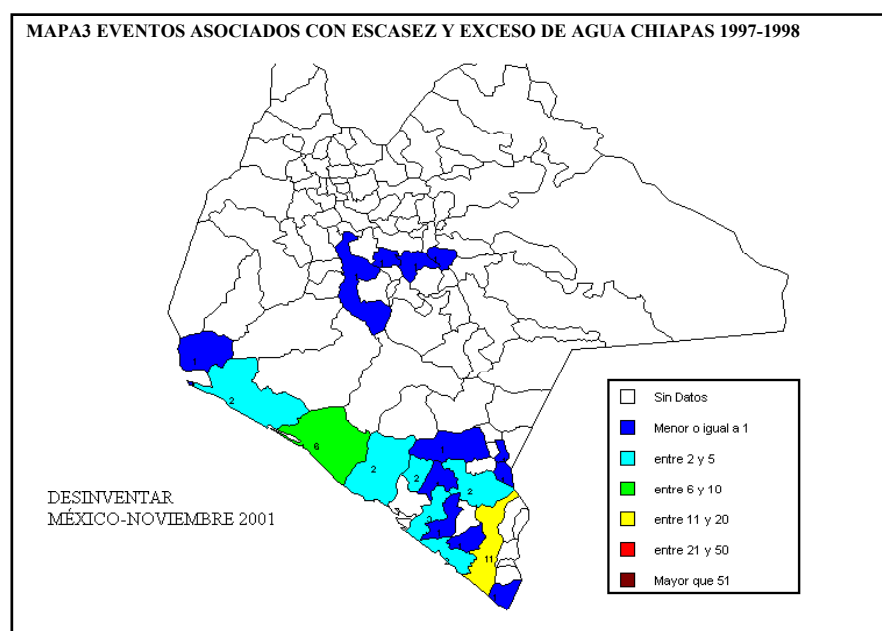 MAPA3 EVENTOS ASOCIADOS CON ESCASEZ Y EXCESO DE AGUA CHIAPAS 1997-1998
1
2
6
2
2
1
2
11
DESINVENTAR
MÉXICO-NOVIEMBRE 2001
Sin Datos
Menor o igual a 1
entre 2 y 5
entre 6 y 10
entre 11 y 20
entre 21 y 50
Mayor que 51